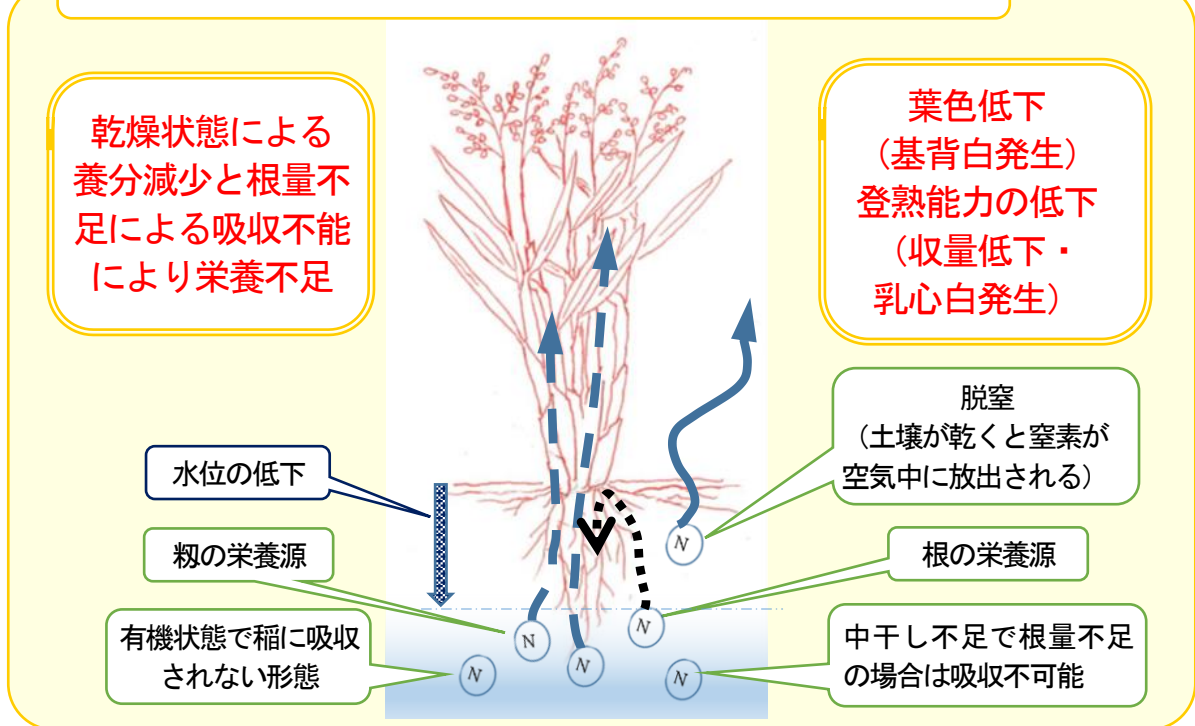 乾燥状態による
養分減少と根量不
足による吸収不能
により栄養不足
葉色低下
（基背白発生）
登熟能力の低下
（収量低下・
乳心白発生）
脱窒
（土壌が乾くと窒素が
空気中に放出される）
水位の低下
籾の栄養源
根の栄養源
有機状態で稲に吸収
されない形態
中干し不足で根量不足
の場合は吸収不可能
N
N
N
N
N
N